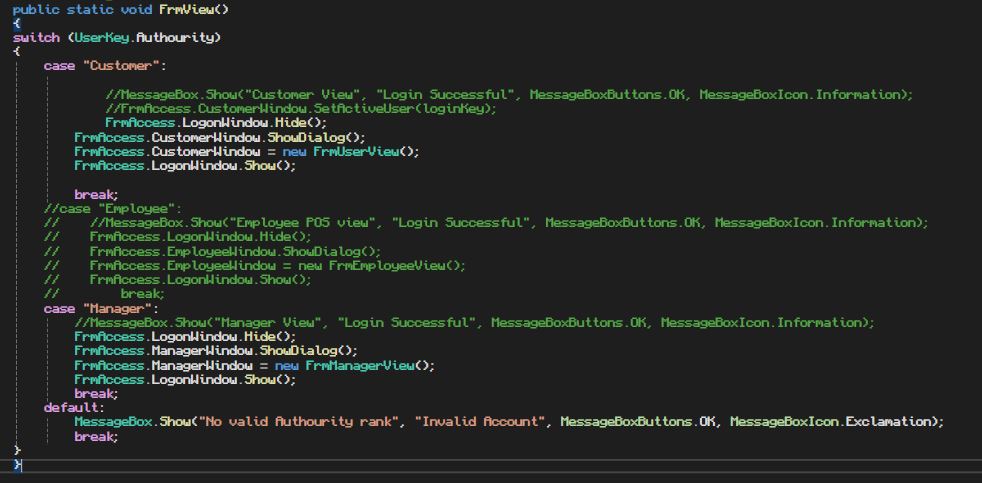 public static void FrmView()
{
switch (UserKey.Authourity)
{
case "Customer":
//MessageBox.Show("Customer View", "Login Successful", MessageBoxButtons.OK, MessageBoxIcon.Information);
//FrmAccess.CustomerWindow.SetActiveUser(loginKey);
FrmAccess.LogonWindow.Hide();
FrmAccess.CustomerWindow.ShowDialog();
FrmAccess.CustomerWindow = new FrmUserView();
FrmAccess.LogonWindow.Show();
break;
//case "Employee":
//    //MessageBox.Show("Employee POS view", "Login Successful", MessageBoxButtons.OK, MessageBoxIcon.Information);
//    FrmAccess.LogonWindow.Hide();
//    FrmAccess.EmployeeWindow.ShowDialog();
//    FrmAccess.EmployeeWindow = new FrmEmployeeView();
//    FrmAccess.LogonWindow.Show();
//        break;
case "Manager":
//MessageBox.Show("Manager View", "Login Successful", MessageBoxButtons.OK, MessageBoxIcon.Information);
FrmAccess.LogonWindow.Hide();
FrmAccess.ManagerWindow.ShowDialog();
FrmAccess.ManagerWindow = new FrmManagerView();
FrmAccess.LogonWindow.Show();
break;
default:
MessageBox.Show("No valid Authourity rank", "Invalid Account", MessageBoxButtons.OK, MessageBoxIcon.Exclamation);
break;
}
}